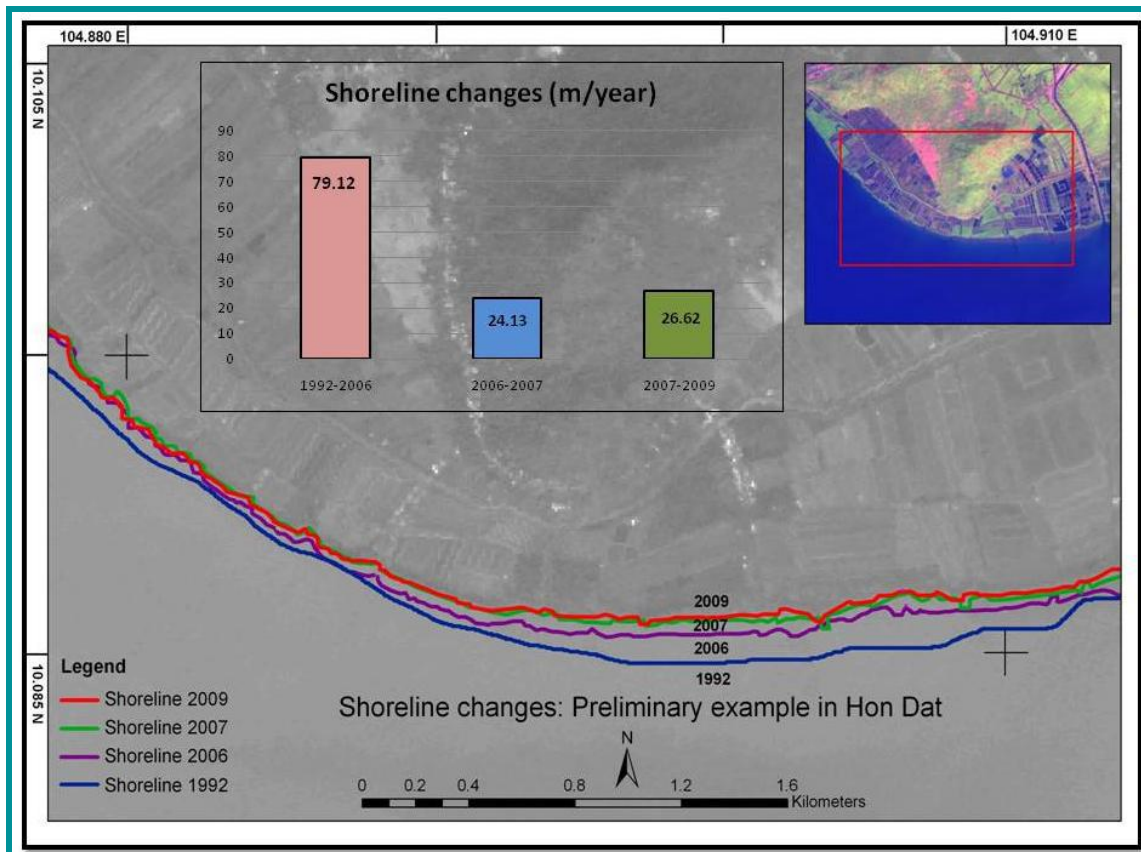 104.880 E
104.910 E
10.105 N
Shoreline changes (m/year)
90
80
70
60
50
40
30
20
10
0
79.12
24.13
26.62
1992-2006
2006-2007
2007-2009
2009
2007
2006
1992
10.085 N
Legend
Shoreline 2009
Shoreline 2007
Shoreline 2006
Shoreline 1992
Shoreline changes: Preliminary example in Hon Dat
N
0 0.2 0.4 0.8 1.2 1.6
Kilometers